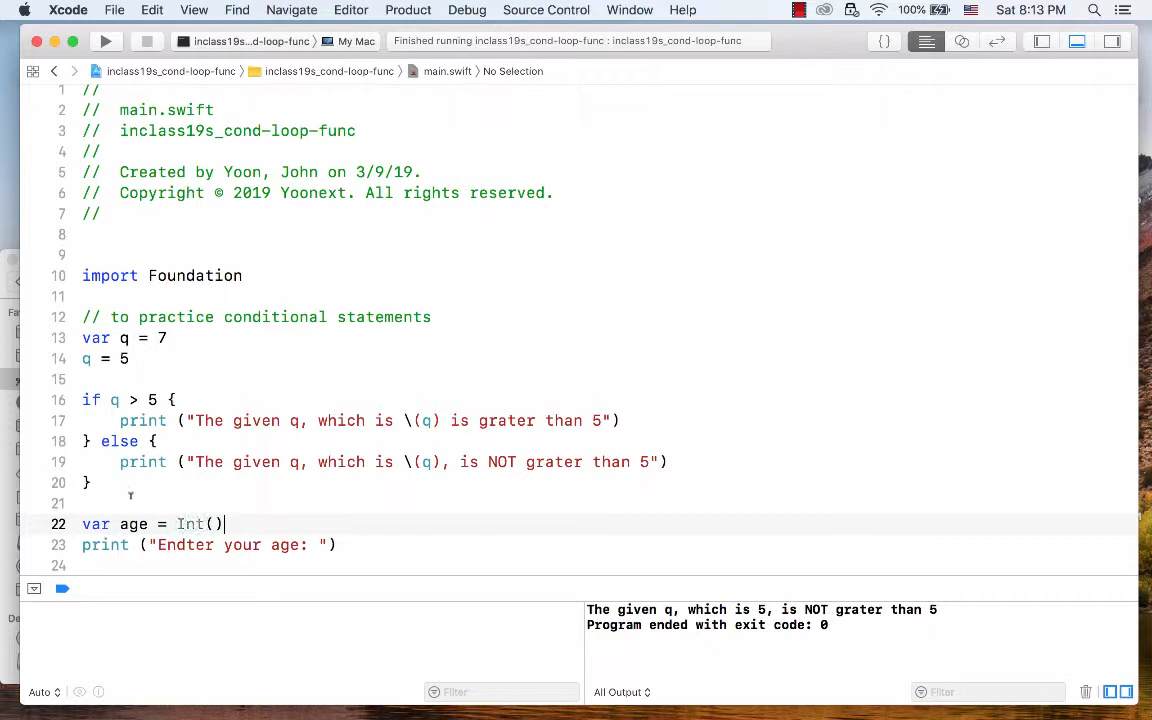 Xcode File Edit View Find Navigate Editor Product Debug Source Control Window Help 100% Sat 8:13 PM
inclass19s...d-loop-func My Mac Finished running inclass19s_cond-loop-func : inclass19s_cond-loop-func
inclass19s_cond-loop-func inclass19s_cond-loop-func main.swift No Selection
1 //
2 // main.swift
3 // inclass19s_cond-loop-func
4 //
5 // Created by Yoon, John on 3/9/19.
6 // Copyright © 2019 Yoonext. All rights reserved.
7 //
8
9
10 import Foundation
11
12 // to practice conditional statements
13 var q = 7
14 q = 5
15
16 if q > 5 {
17 print ("The given q, which is \(q) is grater than 5")
18 } else {
19 print ("The given q, which is \(q), is NOT grater than 5")
20 }
21
22 var age = Int()
23 print ("Endter your age: ")
24
The given q, which is 5, is NOT grater than 5
Program ended with exit code: 0
Auto Filter All Output Filter